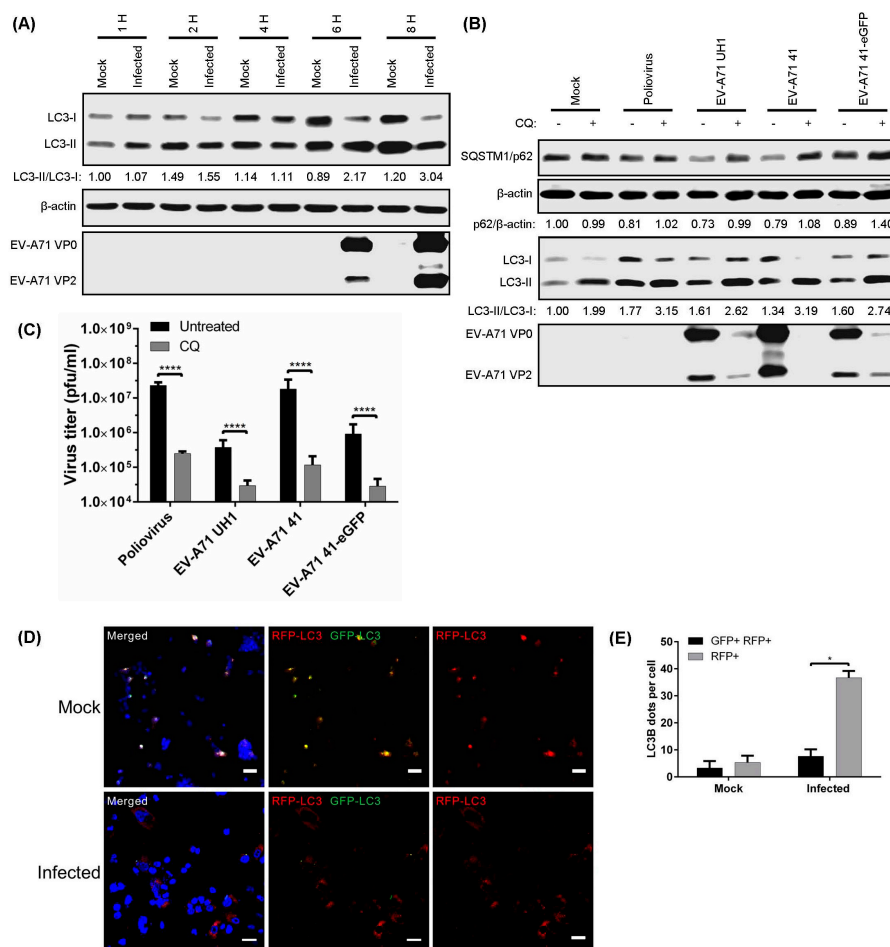 (A)
1 H 2 H 4 H 6 H 8 H
Mock Infected Mock Infected Mock Infected Mock Infected Mock Infected
LC3-I
LC3-II
LC3-II/LC3-I: 1.00 1.07 1.49 1.55 1.14 1.11 0.89 2.17 1.20 3.04
β-actin
EV-A71 VP0
EV-A71 VP2
(B)
Mock Poliovirus EV-A71 UH1 EV-A71 41 EV-A71 41-eGFP
CQ: - + - + - + - + - +
SQSTM1/p62
β-actin
p62/β-actin: 1.00 0.99 0.81 1.02 0.73 0.99 0.79 1.08 0.89 1.40
LC3-I
LC3-II
LC3-II/LC3-I: 1.00 1.99 1.77 3.15 1.61 2.62 1.34 3.19 1.60 2.74
EV-A71 VP0
EV-A71 VP2
(C)
Untreated
CQ
Virus titer (pfu/ml)
1.0×10⁹
1.0×10⁸
1.0×10⁷
1.0×10⁶
1.0×10⁵
1.0×10⁴
**** **** **** ****
Poliovirus EV-A71 UH1 EV-A71 41 EV-A71 41-eGFP
(D)
Merged RFP-LC3 GFP-LC3 RFP-LC3
Mock
Merged RFP-LC3 GFP-LC3 RFP-LC3
Infected
(E)
GFP+ RFP+
RFP+
LC3B dots per cell
50
40
30
20
10
0
*
Mock Infected